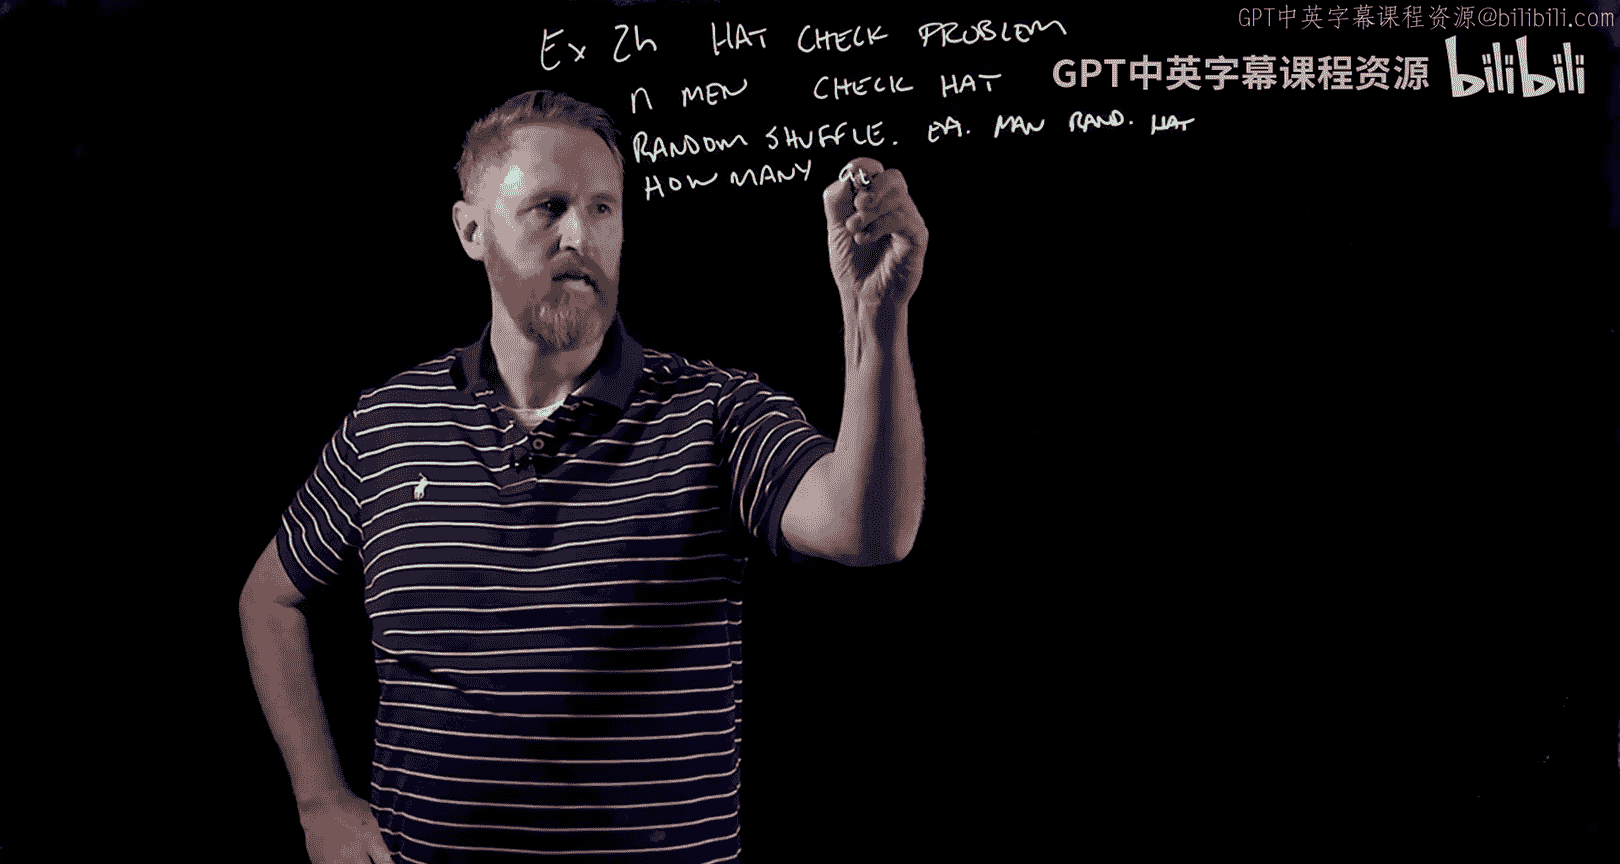 GPT中英字幕课程资源@bilibili.com
Ex 2h HAT CHECK PROBLEM
GPT中英字幕课程资源 bilibili
n MEN CHECK HAT
RANDOM SHUFFLE. EA. MAN RAND. HAT
HOW MANY